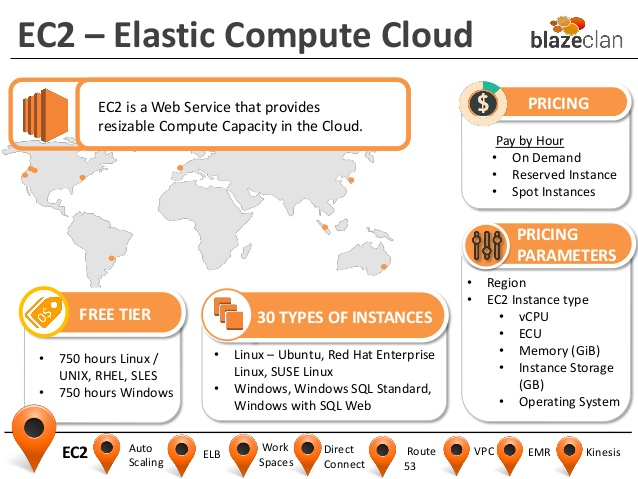 EC2 – Elastic Compute Cloud
blazeclan
EC2 is a Web Service that provides
resizable Compute Capacity in the Cloud.
$
PRICING
Pay by Hour
• On Demand
• Reserved Instance
• Spot Instances
PRICING
PARAMETERS
• Region
• EC2 Instance type
• vCPU
• ECU
• Memory (GiB)
• Instance Storage
(GB)
• Operating System
OS
FREE TIER
• 750 hours Linux /
UNIX, RHEL, SLES
• 750 hours Windows
30 TYPES OF INSTANCES
• Linux – Ubuntu, Red Hat Enterprise
Linux, SUSE Linux
• Windows, Windows SQL Standard,
Windows with SQL Web
EC2
Auto
Scaling
ELB
Work
Spaces
Direct
Connect
Route
53
VPC
EMR
Kinesis